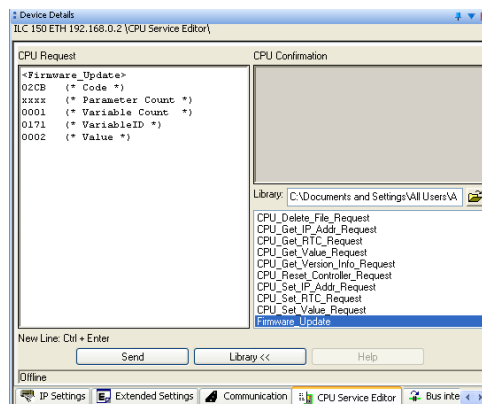 Device Details
ILC 150 ETH 192.168.0.2 \CPU Service Editor\
CPU Request
CPU Confirmation
<Firmware_Update>
02CB (* Code *)
xxxx (* Parameter Count *)
0001 (* Variable Count *)
0171 (* VariableID *)
0002 (* Value *)
Library: C:\Documents and Settings\All Users\A
CPU_Delete_File_Request
CPU_Get_IP_Addr_Request
CPU_Get_RTC_Request
CPU_Get_Value_Request
CPU_Get_Version_Info_Request
CPU_Reset_Controller_Request
CPU_Set_IP_Addr_Request
CPU_Set_RTC_Request
CPU_Set_Value_Request
Firmware_Update
New Line: Ctrl + Enter
Send Library << Help
Offline
IP Settings Extended Settings Communication CPU Service Editor Bus inte